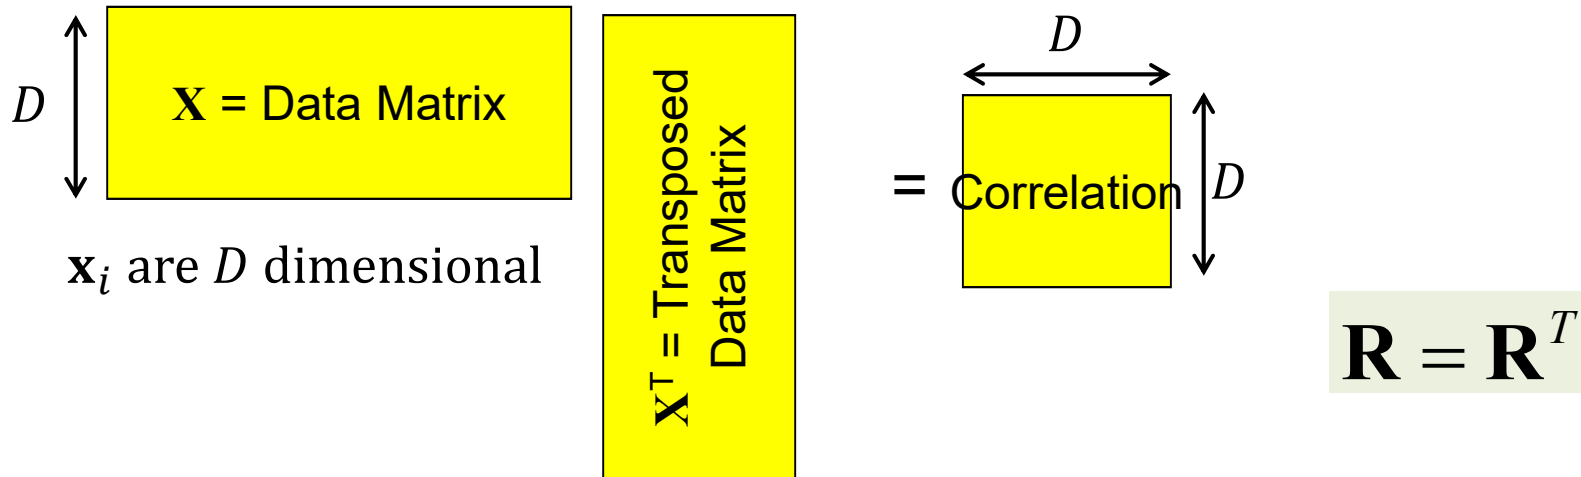 D
D
X = Data Matrix
x_i are D dimensional
X^T = Transposed
Data Matrix
=
Correlation
D
R = R^T